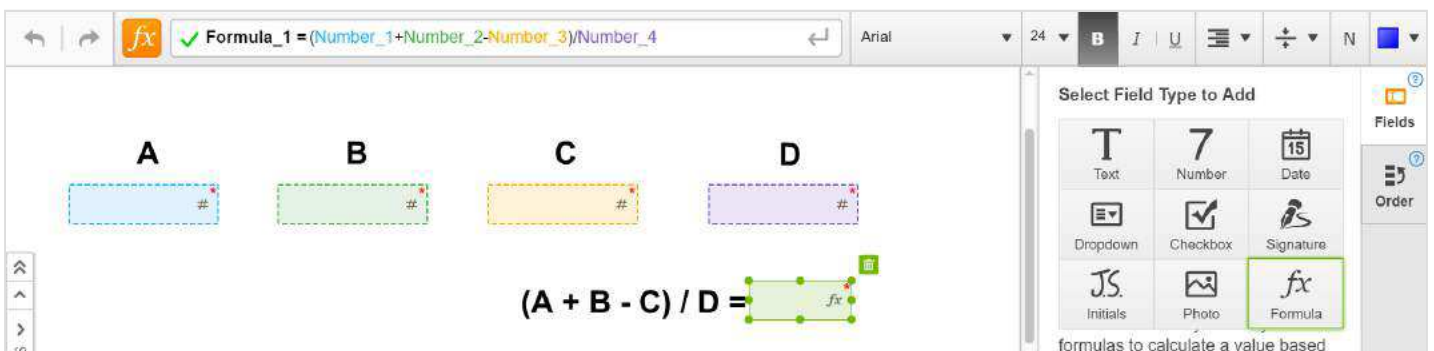 fx Formula_1 =(Number_1+Number_2-Number_3)/Number_4 Arial 24 B I U N
Select Field Type to Add
Fields
A B C D
T 7 15
Text Number Date
# # # #
Order
Dropdown Checkbox Signature
(A + B - C) / D = fx
J.S. fx
Initials Photo Formula
formulas to calculate a value based